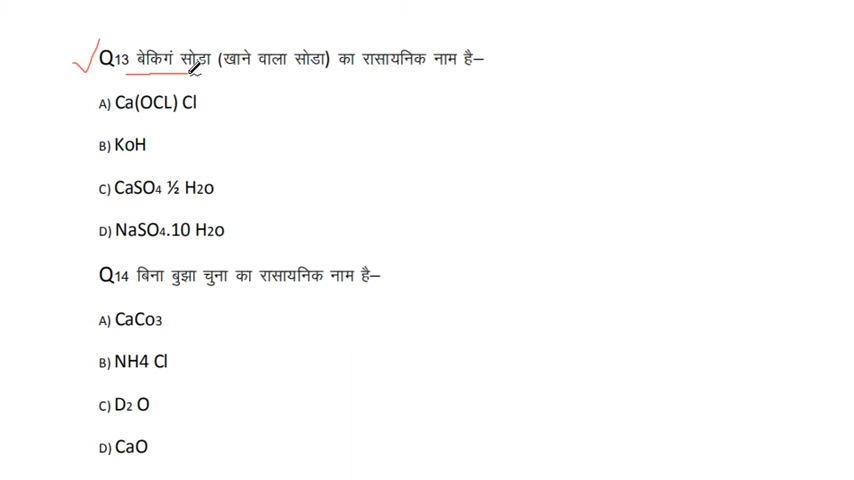 Q13 बेकिगं सोडा (खाने वाला सोडा) का रासायनिक नाम है–
A) Ca(OCL) Cl
B) KoH
C) CaSO4 ½ H2o
D) NaSO4.10 H2o
Q14 बिना बुझा चुना का रासायनिक नाम है–
A) CaCo3
B) NH4 Cl
C) D2 O
D) CaO